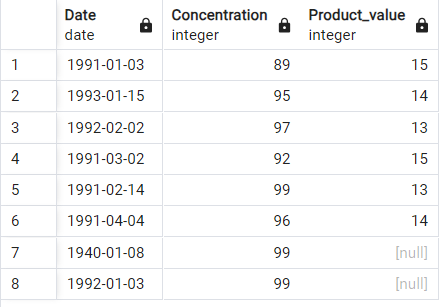 Date Concentration Product_value
date integer integer
1 1991-01-03 89 15
2 1993-01-15 95 14
3 1992-02-02 97 13
4 1991-03-02 92 15
5 1991-02-14 99 13
6 1991-04-04 96 14
7 1940-01-08 99 [null]
8 1992-01-03 99 [null]